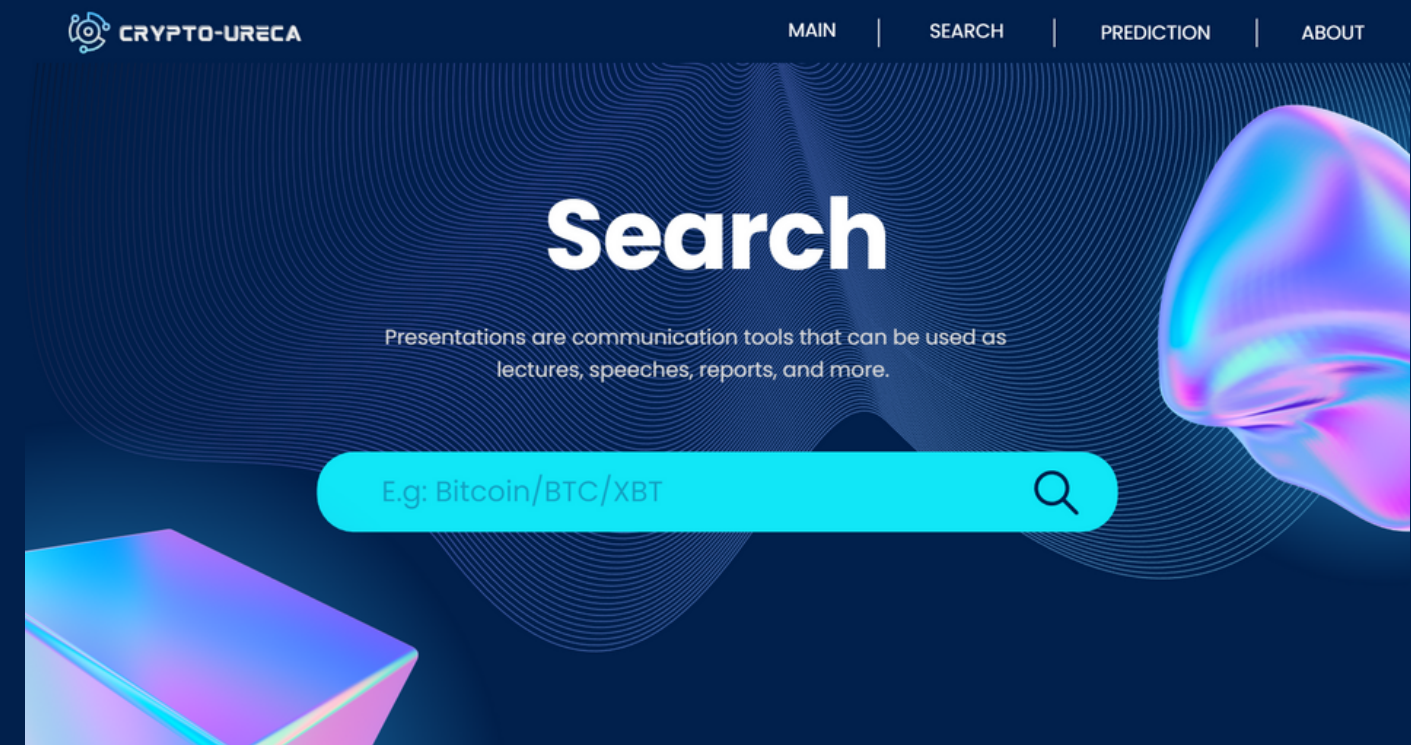 CRYPTO-URECA
MAIN | SEARCH | PREDICTION | ABOUT
Search
Presentations are communication tools that can be used as
lectures, speeches, reports, and more.
E.g: Bitcoin/BTC/XBT